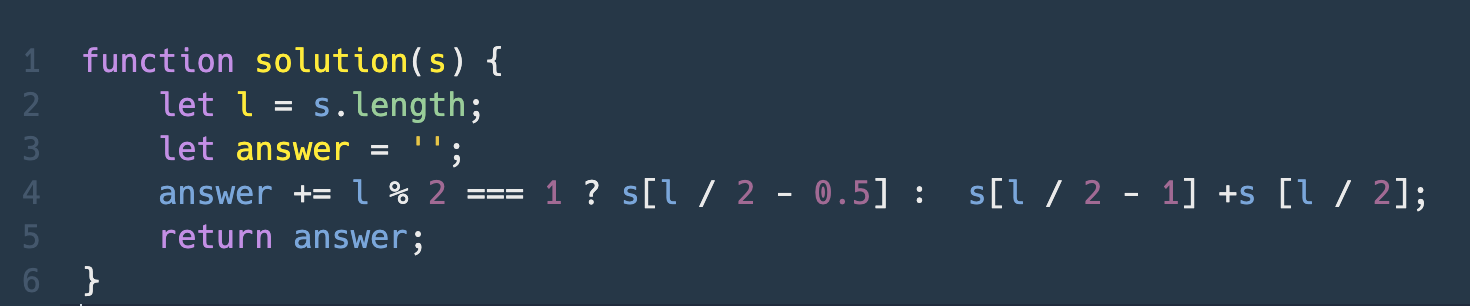 1 function solution(s) {
2     let l = s.length;
3     let answer = '';
4     answer += l % 2 === 1 ? s[l / 2 - 0.5] :  s[l / 2 - 1] +s [l / 2];
5     return answer;
6 }